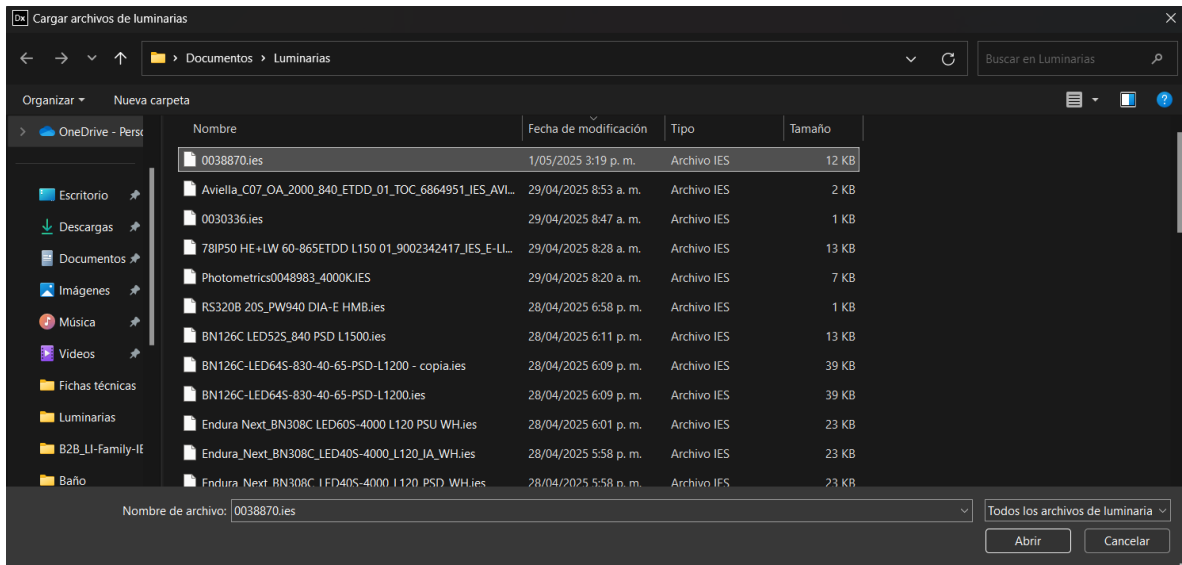 Dx Cargar archivos de luminarias
Documentos > Luminarias
Buscar en Luminarias
Organizar
Nueva carpeta
OneDrive - Perso
Nombre Fecha de modificación Tipo Tamaño
0038870.ies 1/05/2025 3:19 p. m. Archivo IES 12 KB
Aviella_C07_OA_2000_840_ETDD_01_TOC_6864951_IES_AVI... 29/04/2025 8:53 a. m. Archivo IES 2 KB
Escritorio
0030336.ies 29/04/2025 8:47 a. m. Archivo IES 1 KB
Descargas
78IP50 HE+LW 60-865ETDD L150 01_9002342417_IES_E-LI... 29/04/2025 8:28 a. m. Archivo IES 13 KB
Documentos
Photometrics0048983_4000K.IES 29/04/2025 8:20 a. m. Archivo IES 7 KB
Imágenes
RS320B 20S_PW940 DIA-E HMB.ies 28/04/2025 6:58 p. m. Archivo IES 1 KB
Música
BN126C LED52S_840 PSD L1500.ies 28/04/2025 6:11 p. m. Archivo IES 13 KB
Videos
BN126C-LED64S-830-40-65-PSD-L1200 - copia.ies 28/04/2025 6:09 p. m. Archivo IES 39 KB
Fichas técnicas
BN126C-LED64S-830-40-65-PSD-L1200.ies 28/04/2025 6:09 p. m. Archivo IES 39 KB
Luminarias
Endura Next_BN308C LED60S-4000 L120 PSU WH.ies 28/04/2025 6:01 p. m. Archivo IES 23 KB
B2B_LI-Family-IE
Endura_Next_BN308C_LED40S-4000_L120_IA_WH.ies 28/04/2025 5:58 p. m. Archivo IES 23 KB
Baño
Endura_Next_BN308C_LED40S-4000_L120_PSD_WH.ies 28/04/2025 5:58 p. m. Archivo IES 23 KB
Nombre de archivo: 0038870.ies
Todos los archivos de luminaria
Abrir
Cancelar